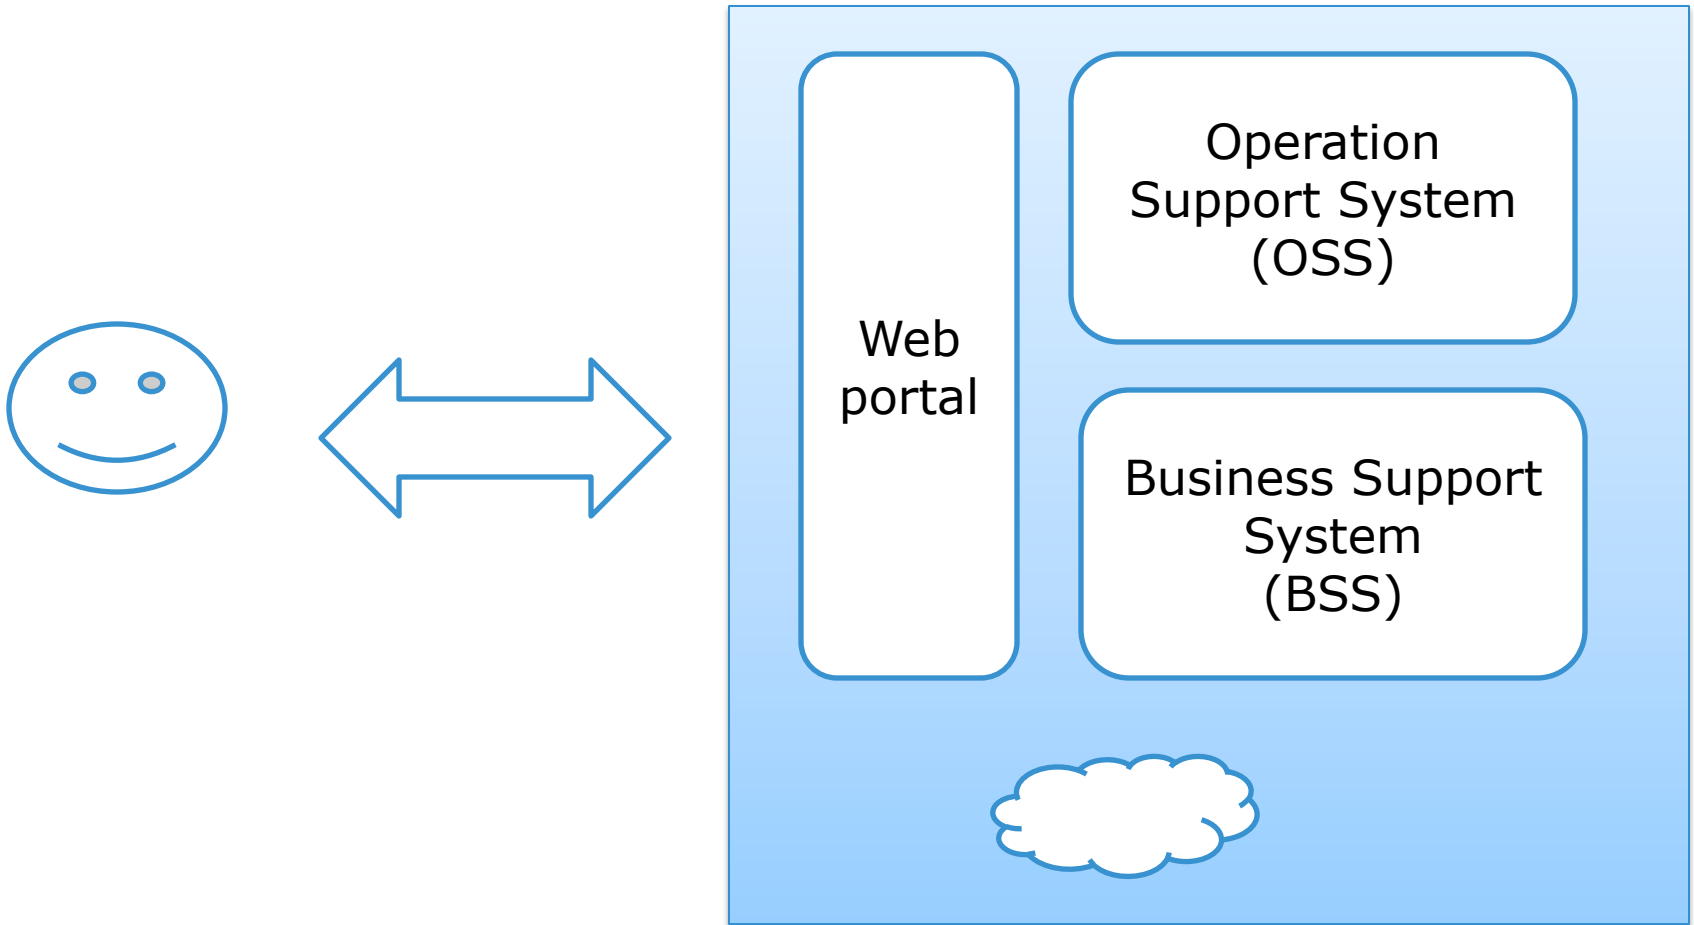 Web
portal
Operation
Support System
(OSS)
Business Support
System
(BSS)